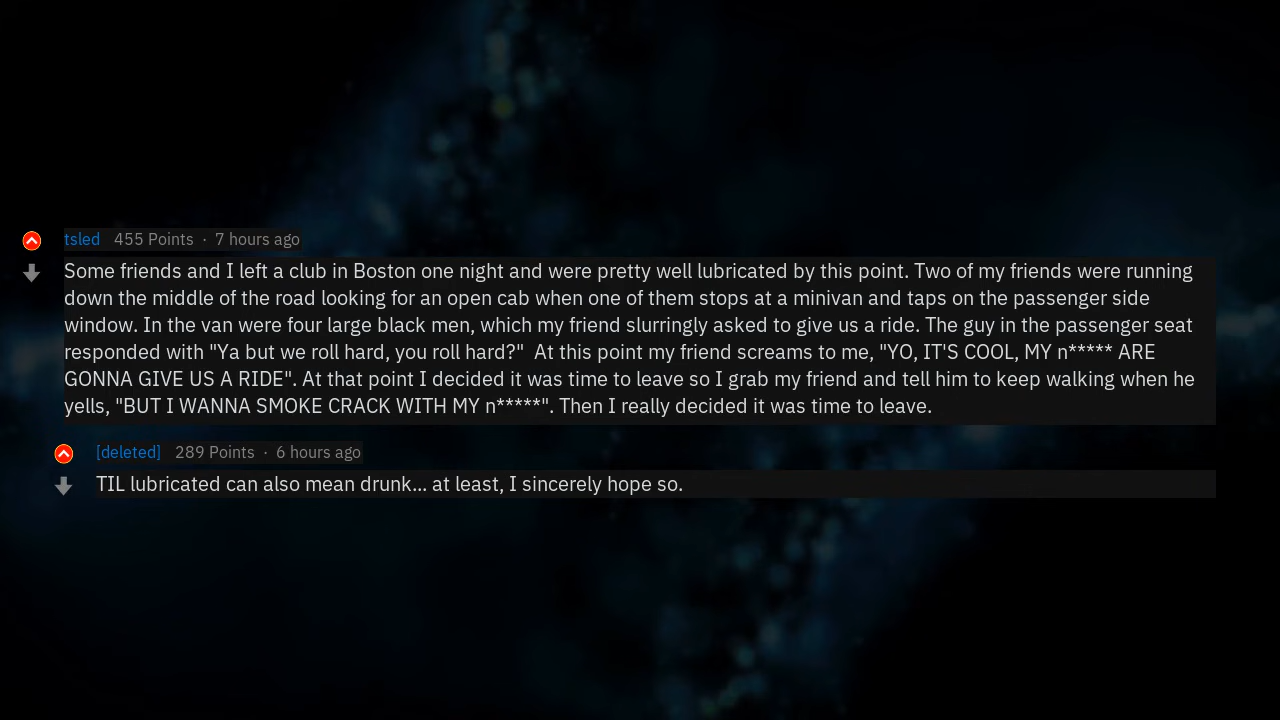 tsled 455 Points · 7 hours ago
Some friends and I left a club in Boston one night and were pretty well lubricated by this point. Two of my friends were running
down the middle of the road looking for an open cab when one of them stops at a minivan and taps on the passenger side
window. In the van were four large black men, which my friend slurringly asked to give us a ride. The guy in the passenger seat
responded with "Ya but we roll hard, you roll hard?"  At this point my friend screams to me, "YO, IT'S COOL, MY n***** ARE
GONNA GIVE US A RIDE". At that point I decided it was time to leave so I grab my friend and tell him to keep walking when he
yells, "BUT I WANNA SMOKE CRACK WITH MY n*****". Then I really decided it was time to leave.
[deleted] 289 Points · 6 hours ago
TIL lubricated can also mean drunk... at least, I sincerely hope so.